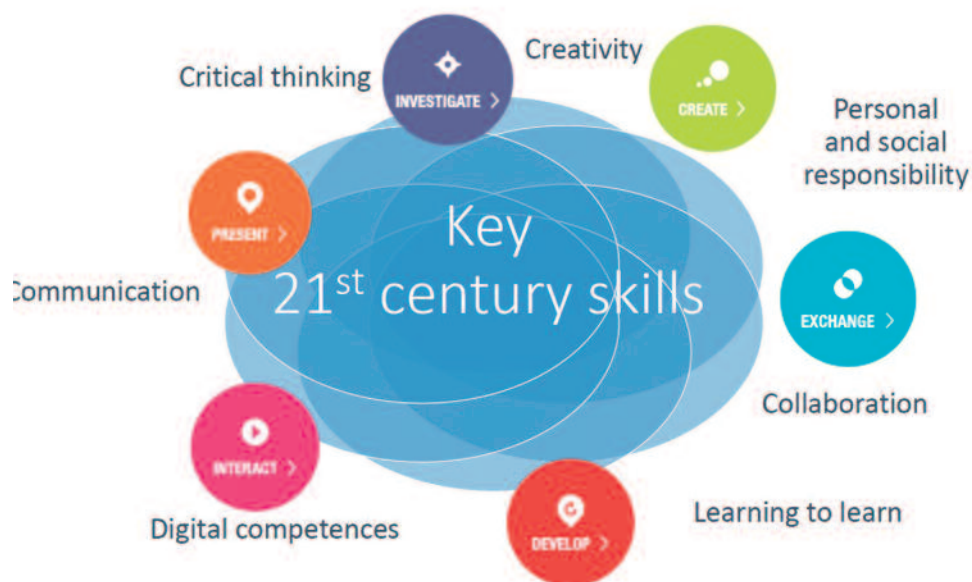 Creativity
Critical thinking
INVESTIGATE >
CREATE >
Personal
and social
responsibility
PRESENT >
Key
21st century skills
Communication
EXCHANGE >
Collaboration
INTERACT >
Digital competences
Learning to learn
DEVELOP >